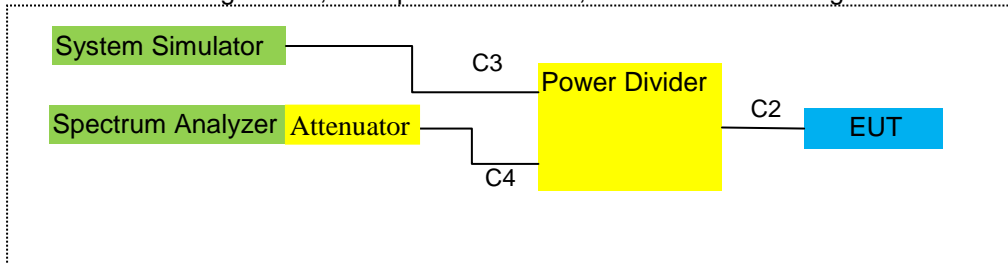 System Simulator
C3
Power Divider
C2
Spectrum Analyzer Attenuator
EUT
C4